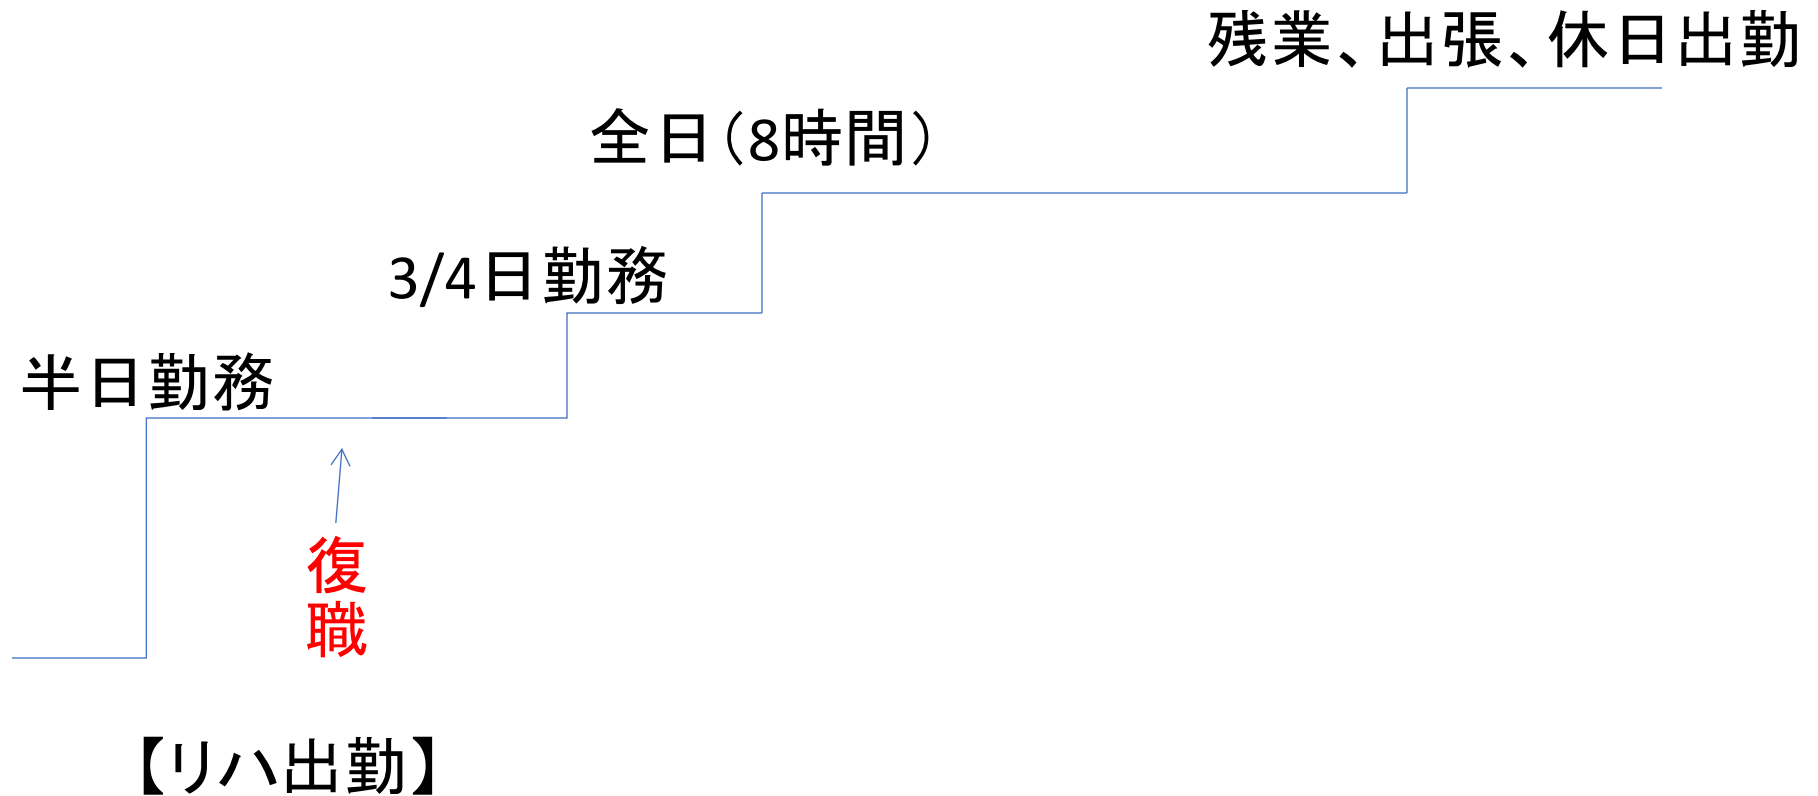 残業、出張、休日出勤
全日（8時間）
3/4日勤務
半日勤務
復職
【リハ出勤】